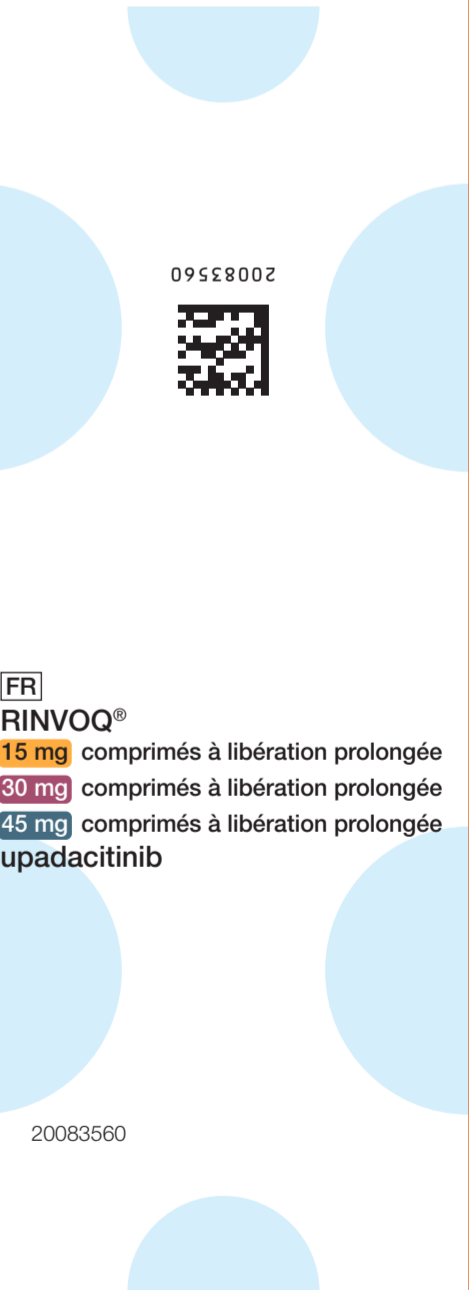 20083560
FR
RINVOQ®
15 mg comprimés à libération prolongée
30 mg comprimés à libération prolongée
45 mg comprimés à libération prolongée
upadacitinib
20083560